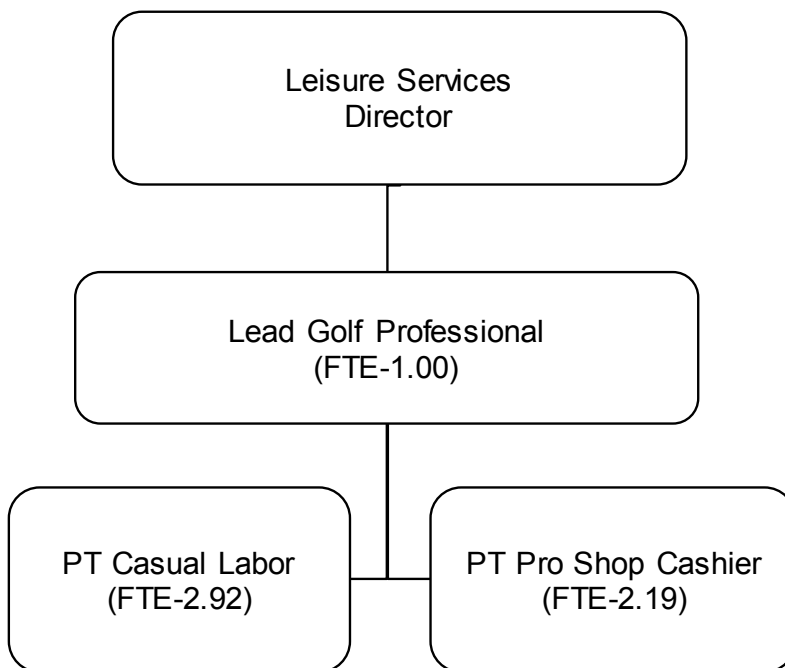 Leisure Services
Director
Lead Golf Professional
(FTE-1.00)
PT Casual Labor
(FTE-2.92)
PT Pro Shop Cashier
(FTE-2.19)